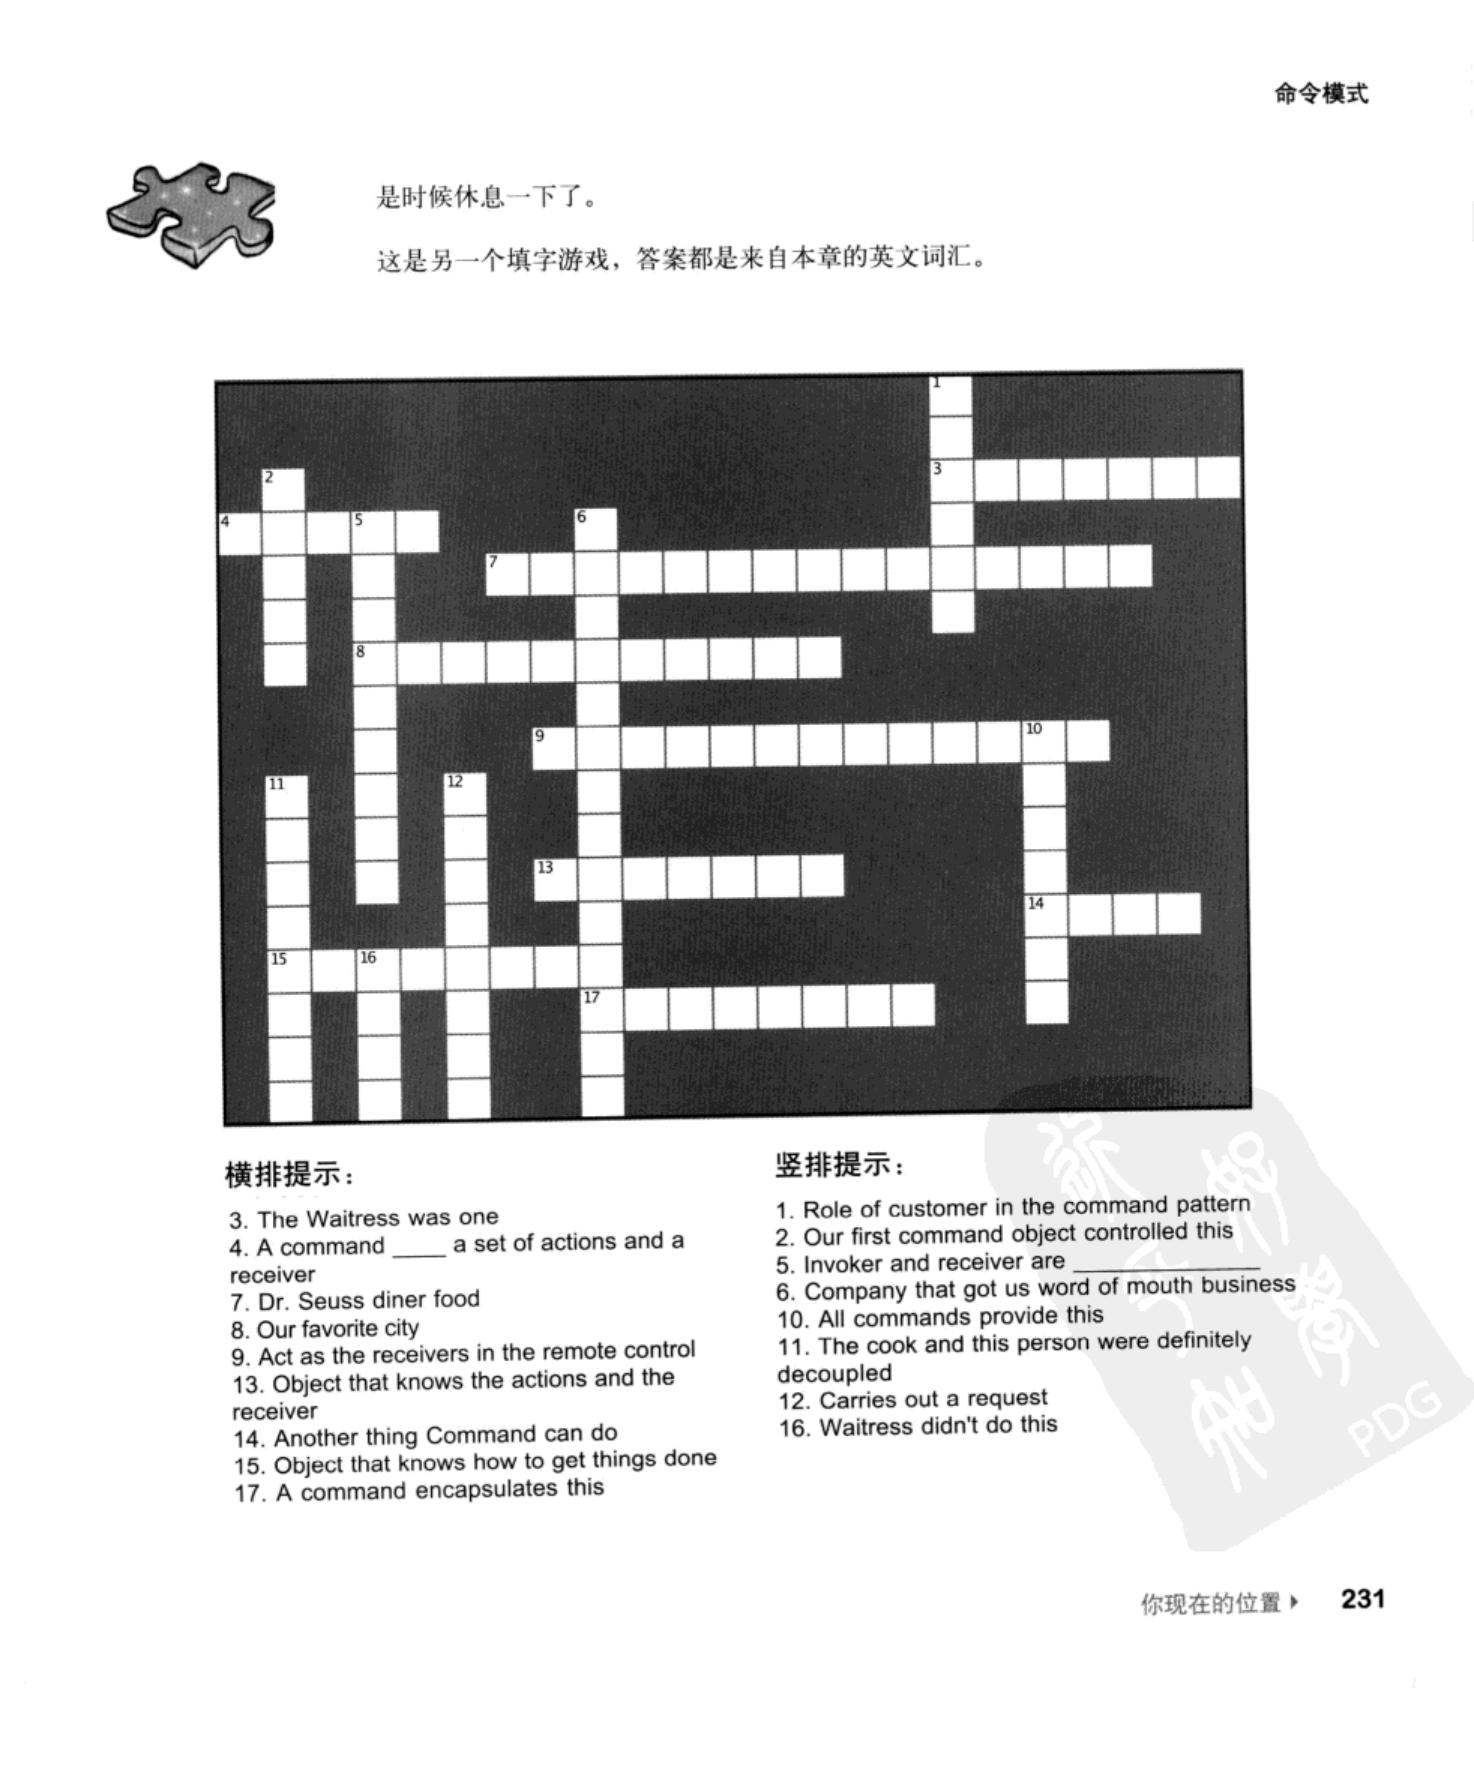 命令模式
是时候休息一下了。
这是另一个填字游戏，答案都是来自本章的英文词汇。
1
3
2
4
5
6
7
8
9
10
11
12
13
14
15
16
17
横排提示：
3. The Waitress was one
4. A command ____ a set of actions and a
receiver
7. Dr. Seuss diner food
8. Our favorite city
9. Act as the receivers in the remote control
13. Object that knows the actions and the
receiver
14. Another thing Command can do
15. Object that knows how to get things done
17. A command encapsulates this
竖排提示：
1. Role of customer in the command pattern
2. Our first command object controlled this
5. Invoker and receiver are ______________
6. Company that got us word of mouth business
10. All commands provide this
11. The cook and this person were definitely
decoupled
12. Carries out a request
16. Waitress didn't do this
PDG
你现在的位置 231